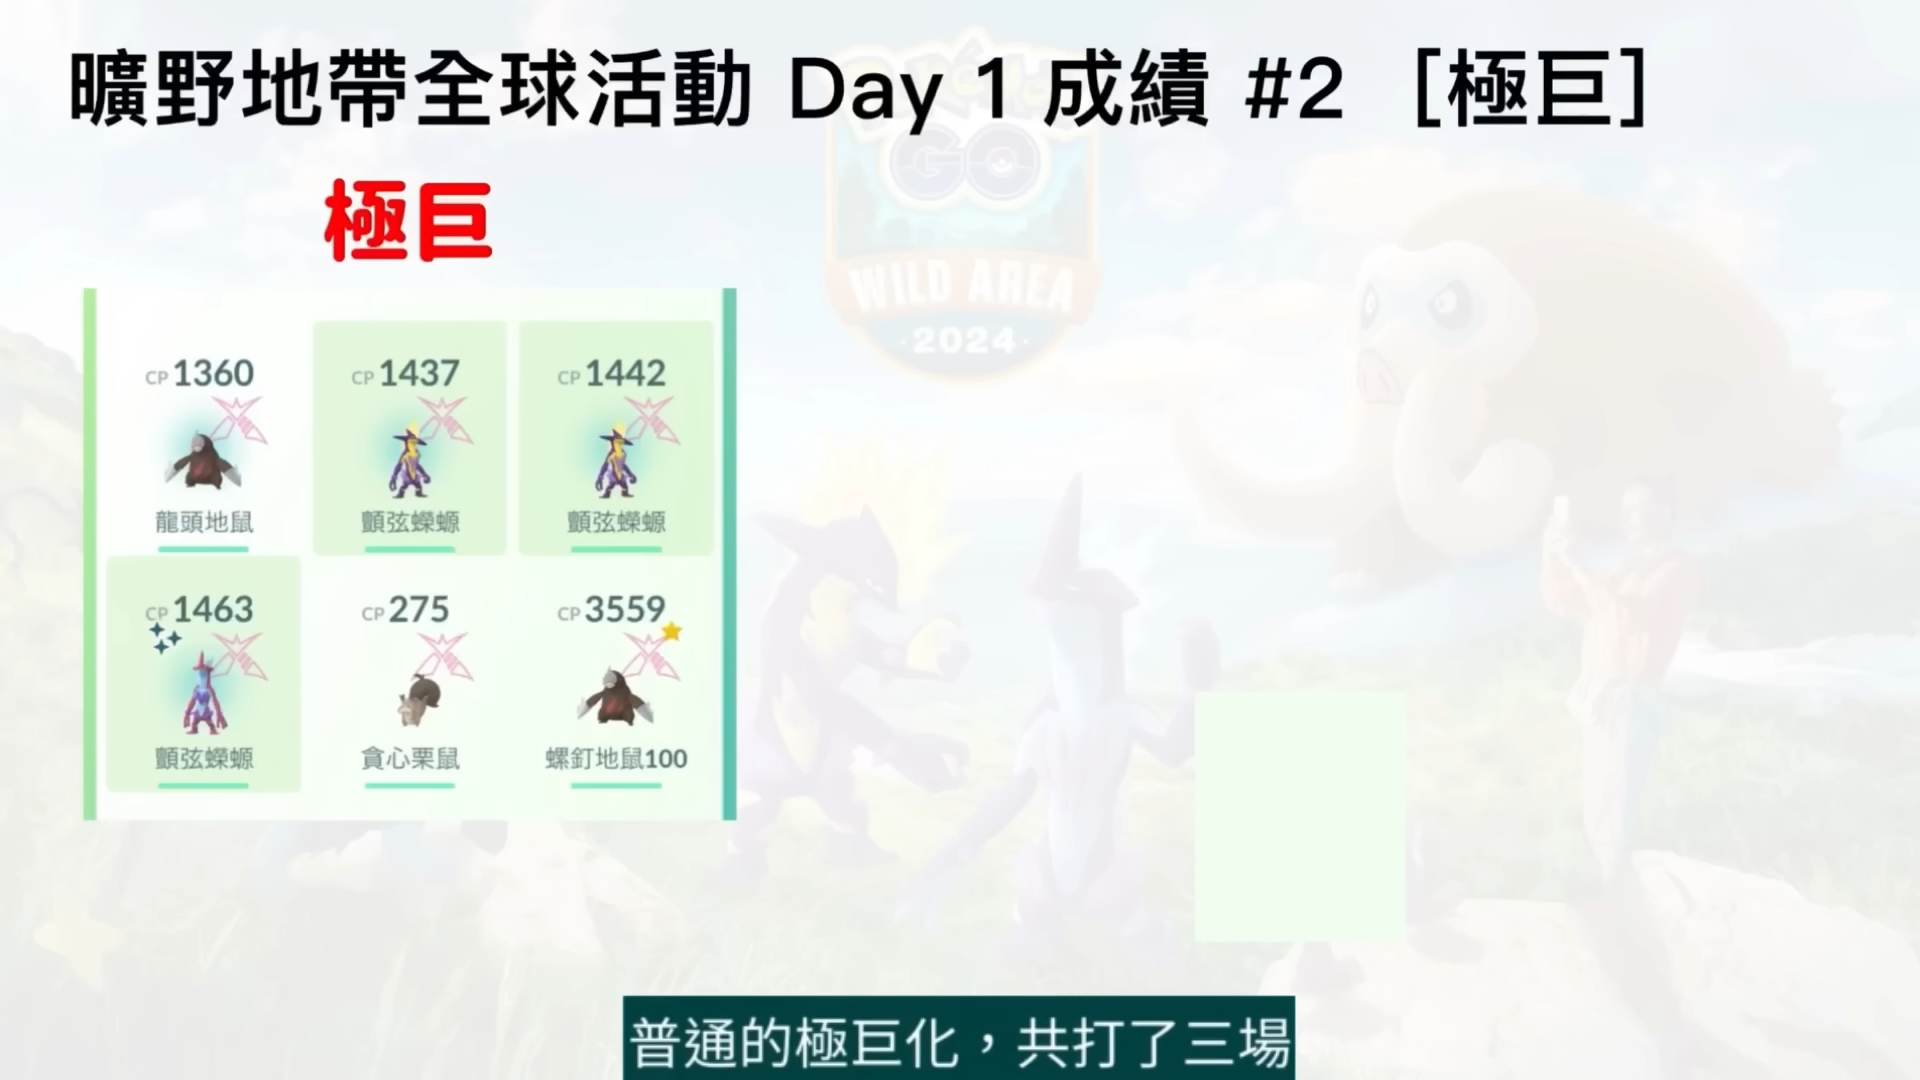 曠野地帶全球活動 Day 1 成績 #2 [極巨]
極巨
Pokémon
GO
WILD AREA
·2024·
CP 1360
CP 1437
CP 1442
龍頭地鼠
顫弦蠑螈
顫弦蠑螈
CP 1463
CP 275
CP 3559
顫弦蠑螈
貪心栗鼠
螺釘地鼠100
普通的極巨化，共打了三場